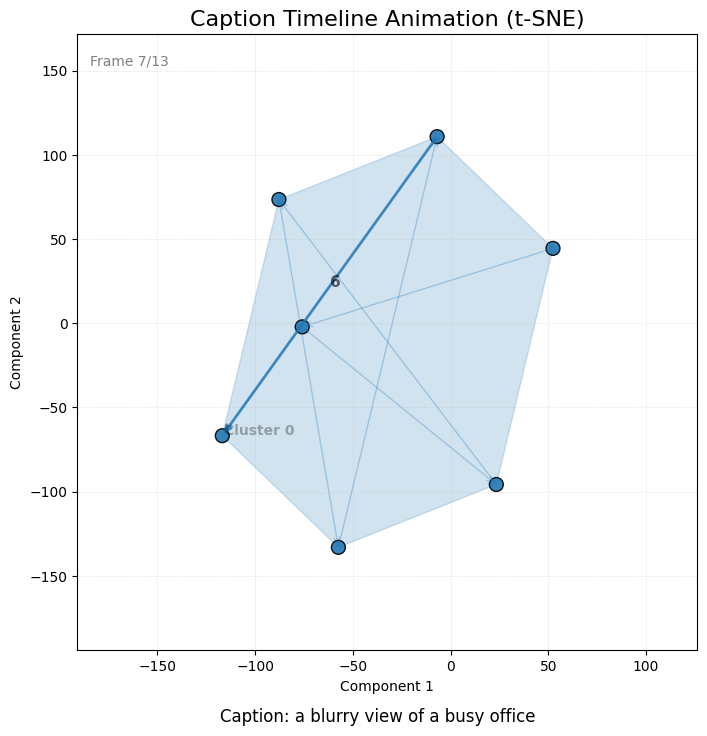 Caption Timeline Animation (t-SNE)
Frame 7/13
150
100
50
0
−50
−100
−150
Component 2
6
Cluster 0
−150
−100
−50
0
50
100
Component 1
Caption: a blurry view of a busy office